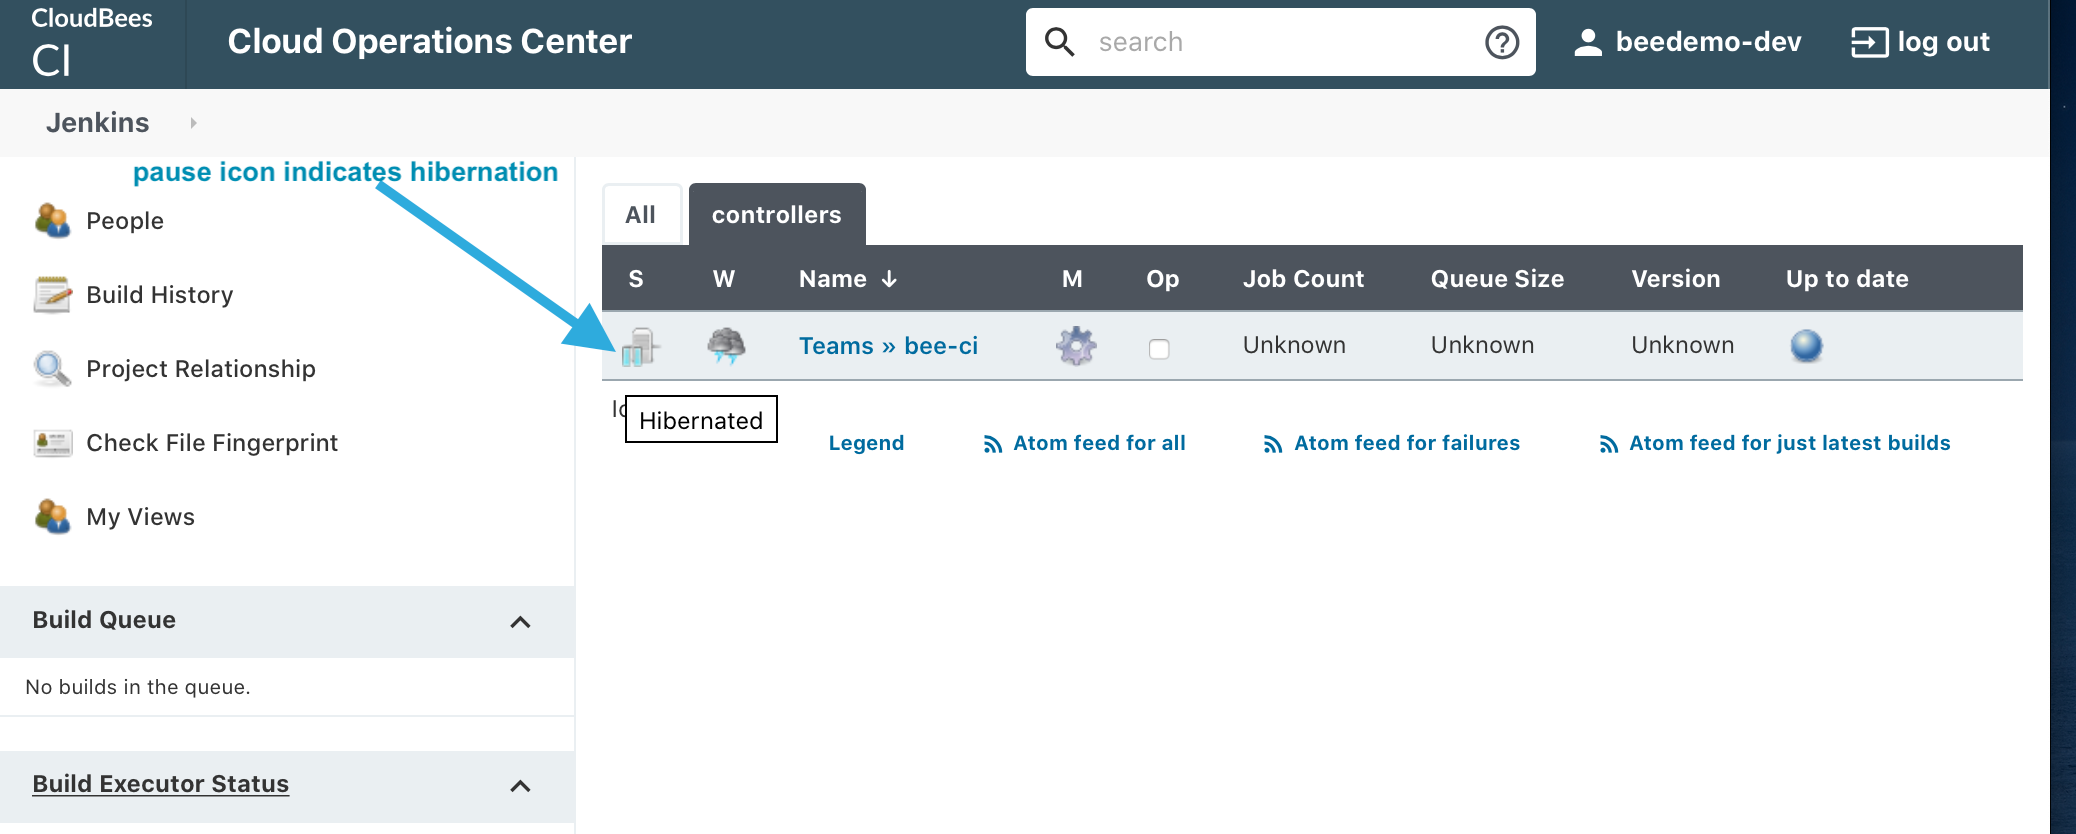 CloudBees
CI
Cloud Operations Center
search
beedemo-dev
log out
Jenkins
pause icon indicates hibernation
People
Build History
Project Relationship
Check File Fingerprint
My Views
Build Queue
No builds in the queue.
Build Executor Status
All
controllers
S W Name ↓ M Op Job Count Queue Size Version Up to date
Teams » bee-ci Unknown Unknown Unknown
Hibernated
Legend Atom feed for all Atom feed for failures Atom feed for just latest builds